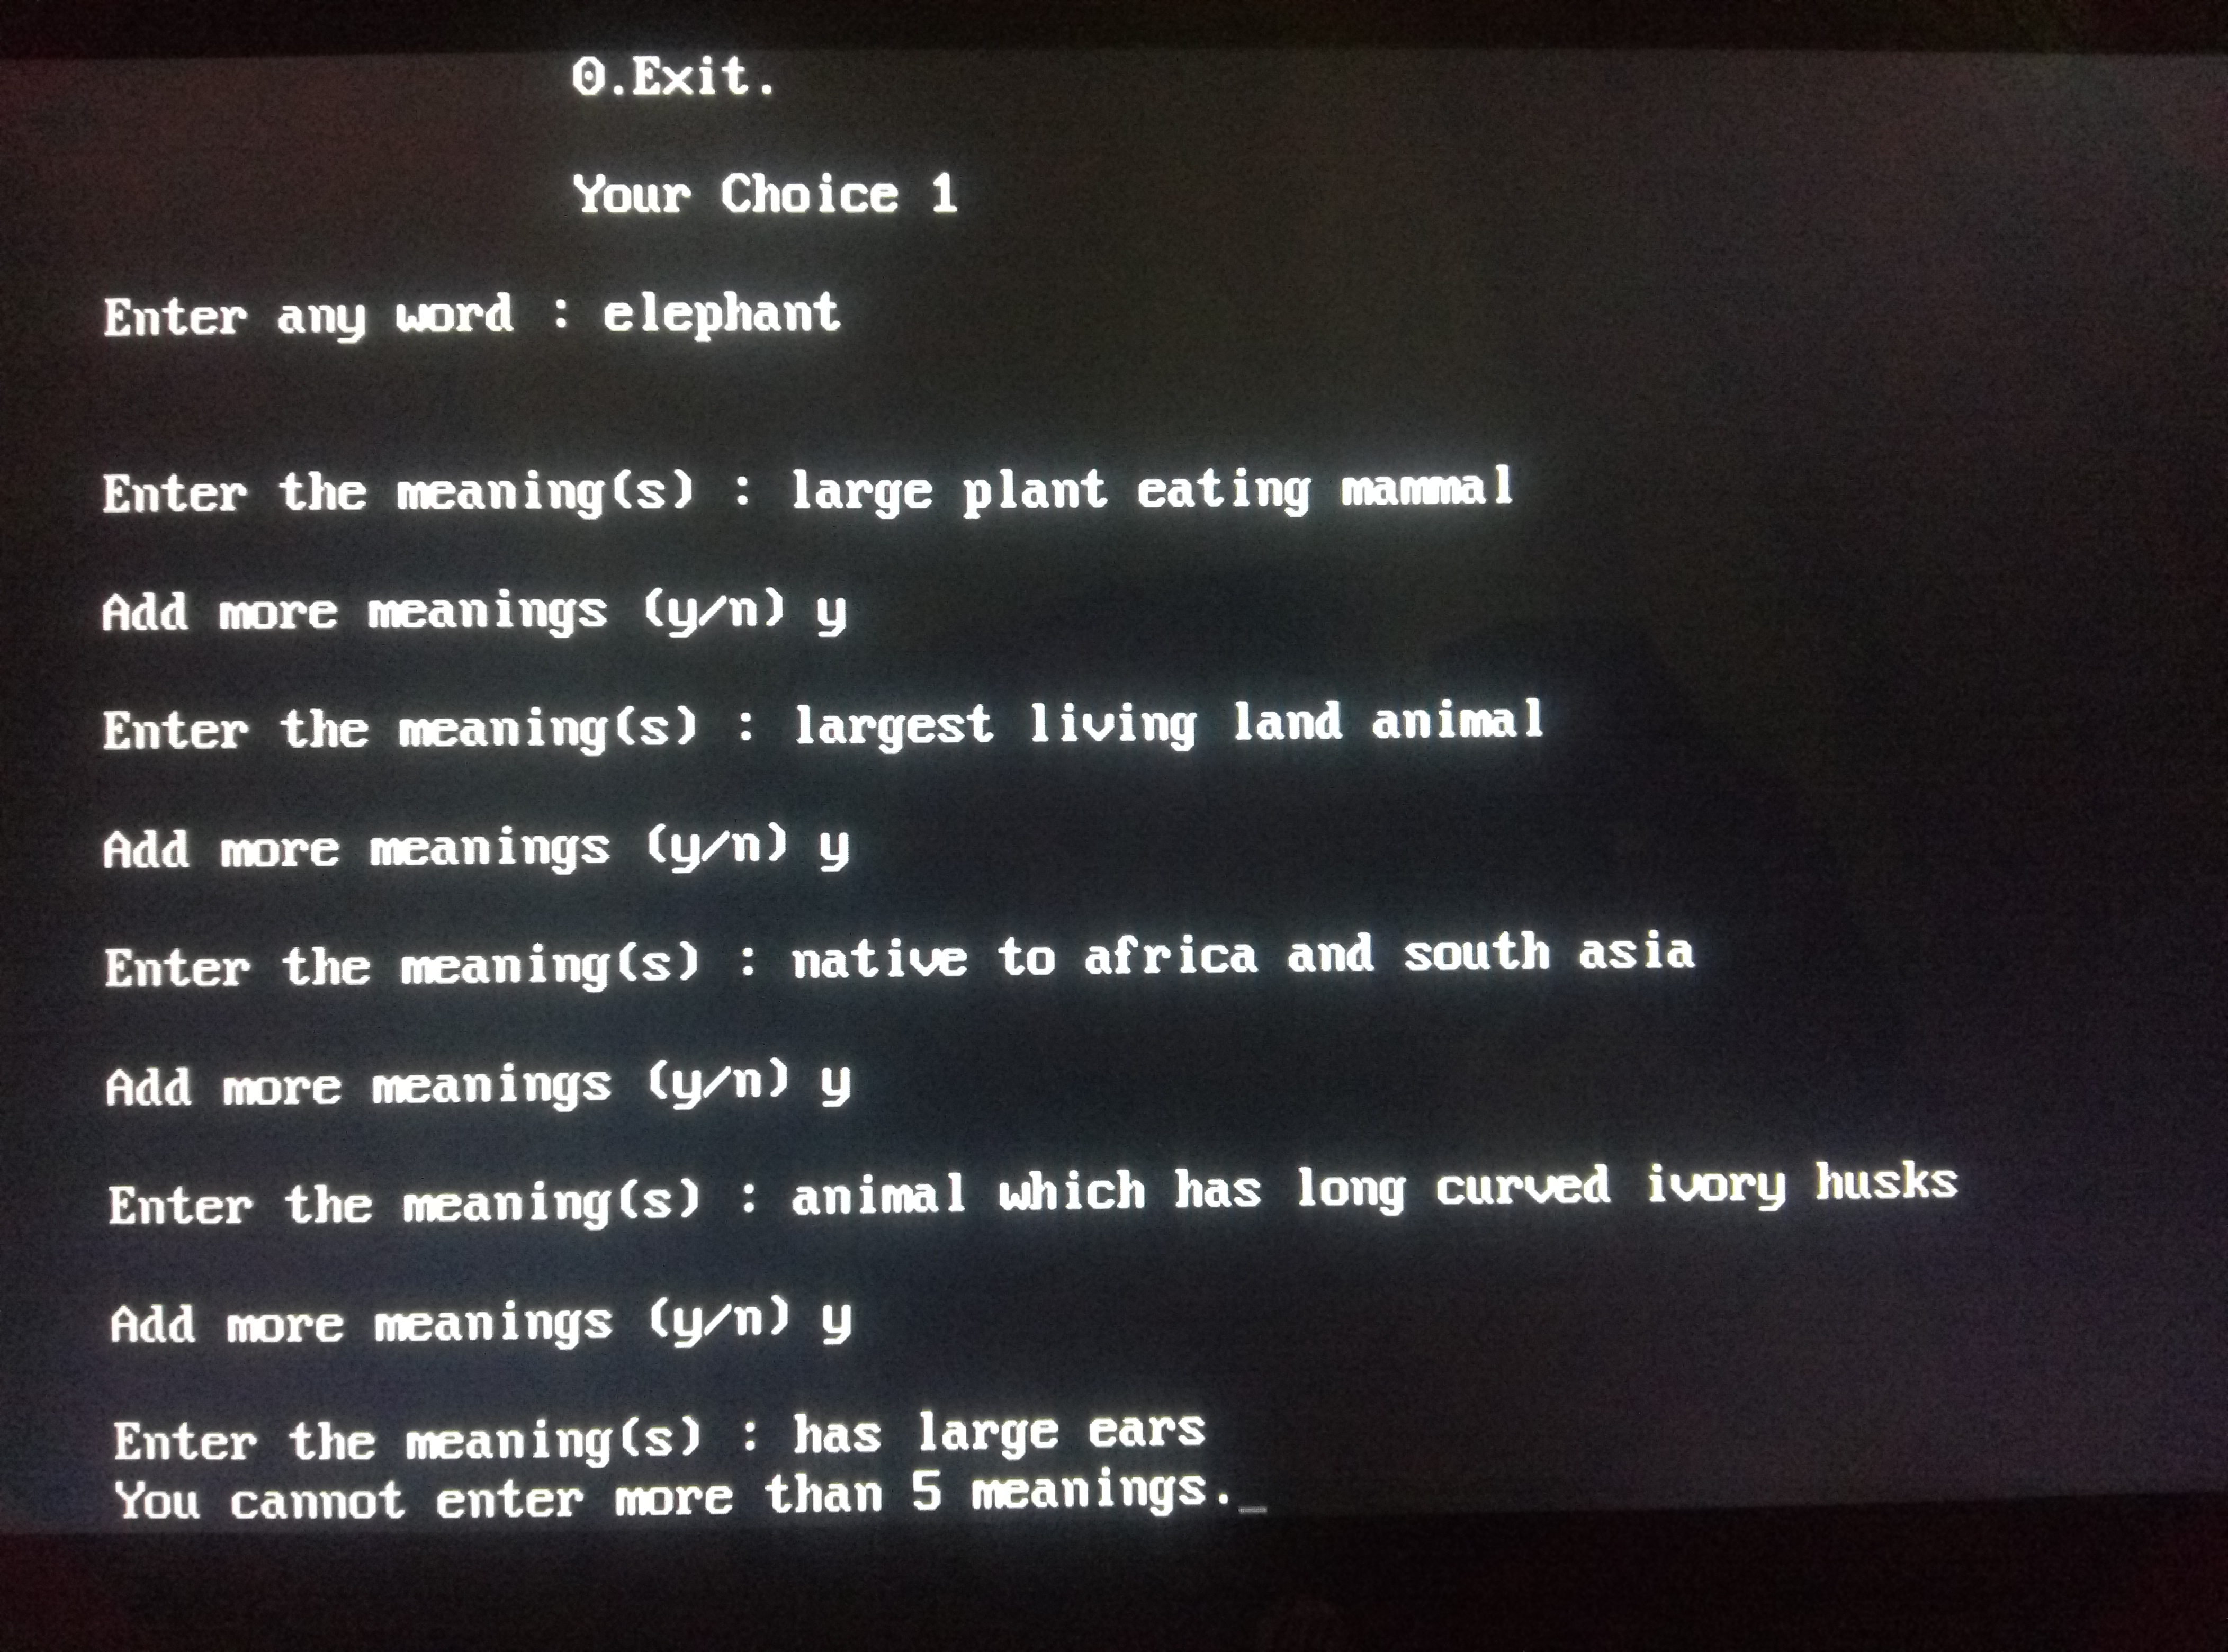 0.Exit.
Your Choice 1
Enter any word : elephant
Enter the meaning(s) : large plant eating mammal
Add more meanings (y/n) y
Enter the meaning(s) : largest living land animal
Add more meanings (y/n) y
Enter the meaning(s) : native to africa and south asia
Add more meanings (y/n) y
Enter the meaning(s) : animal which has long curved ivory husks
Add more meanings (y/n) y
Enter the meaning(s) : has large ears
You cannot enter more than 5 meanings._